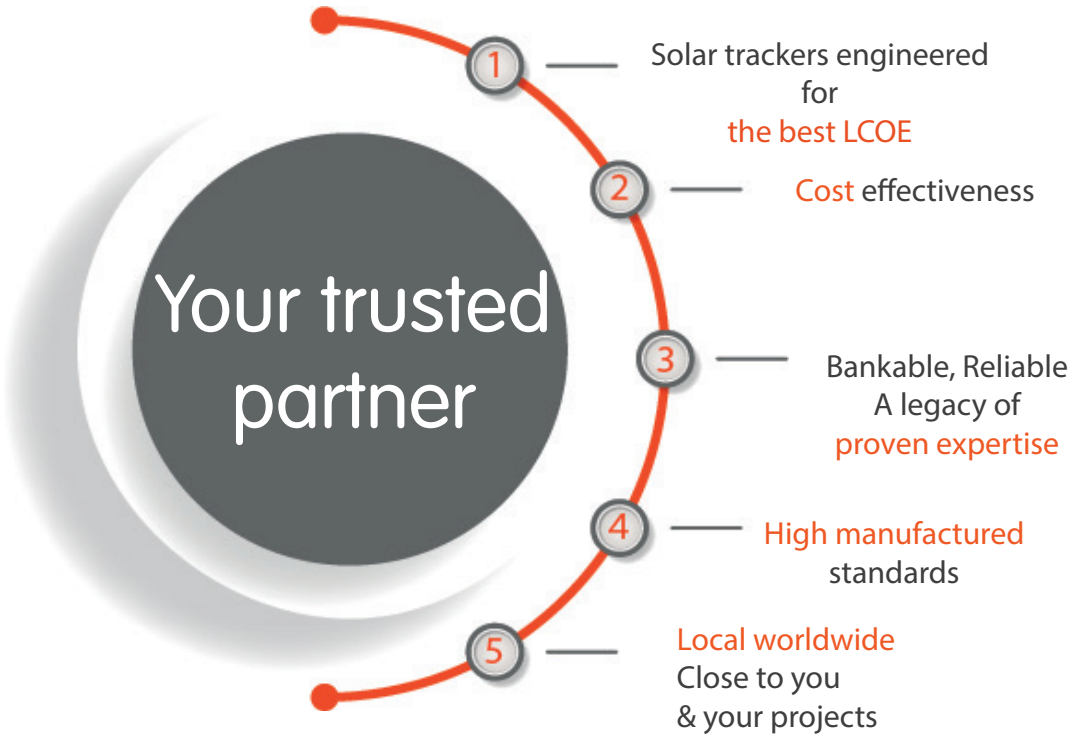 Your trusted
partner
1
Solar trackers engineered
for
the best LCOE
2
Cost effectiveness
3
Bankable, Reliable
A legacy of
proven expertise
4
High manufactured
standards
5
Local worldwide
Close to you
& your projects